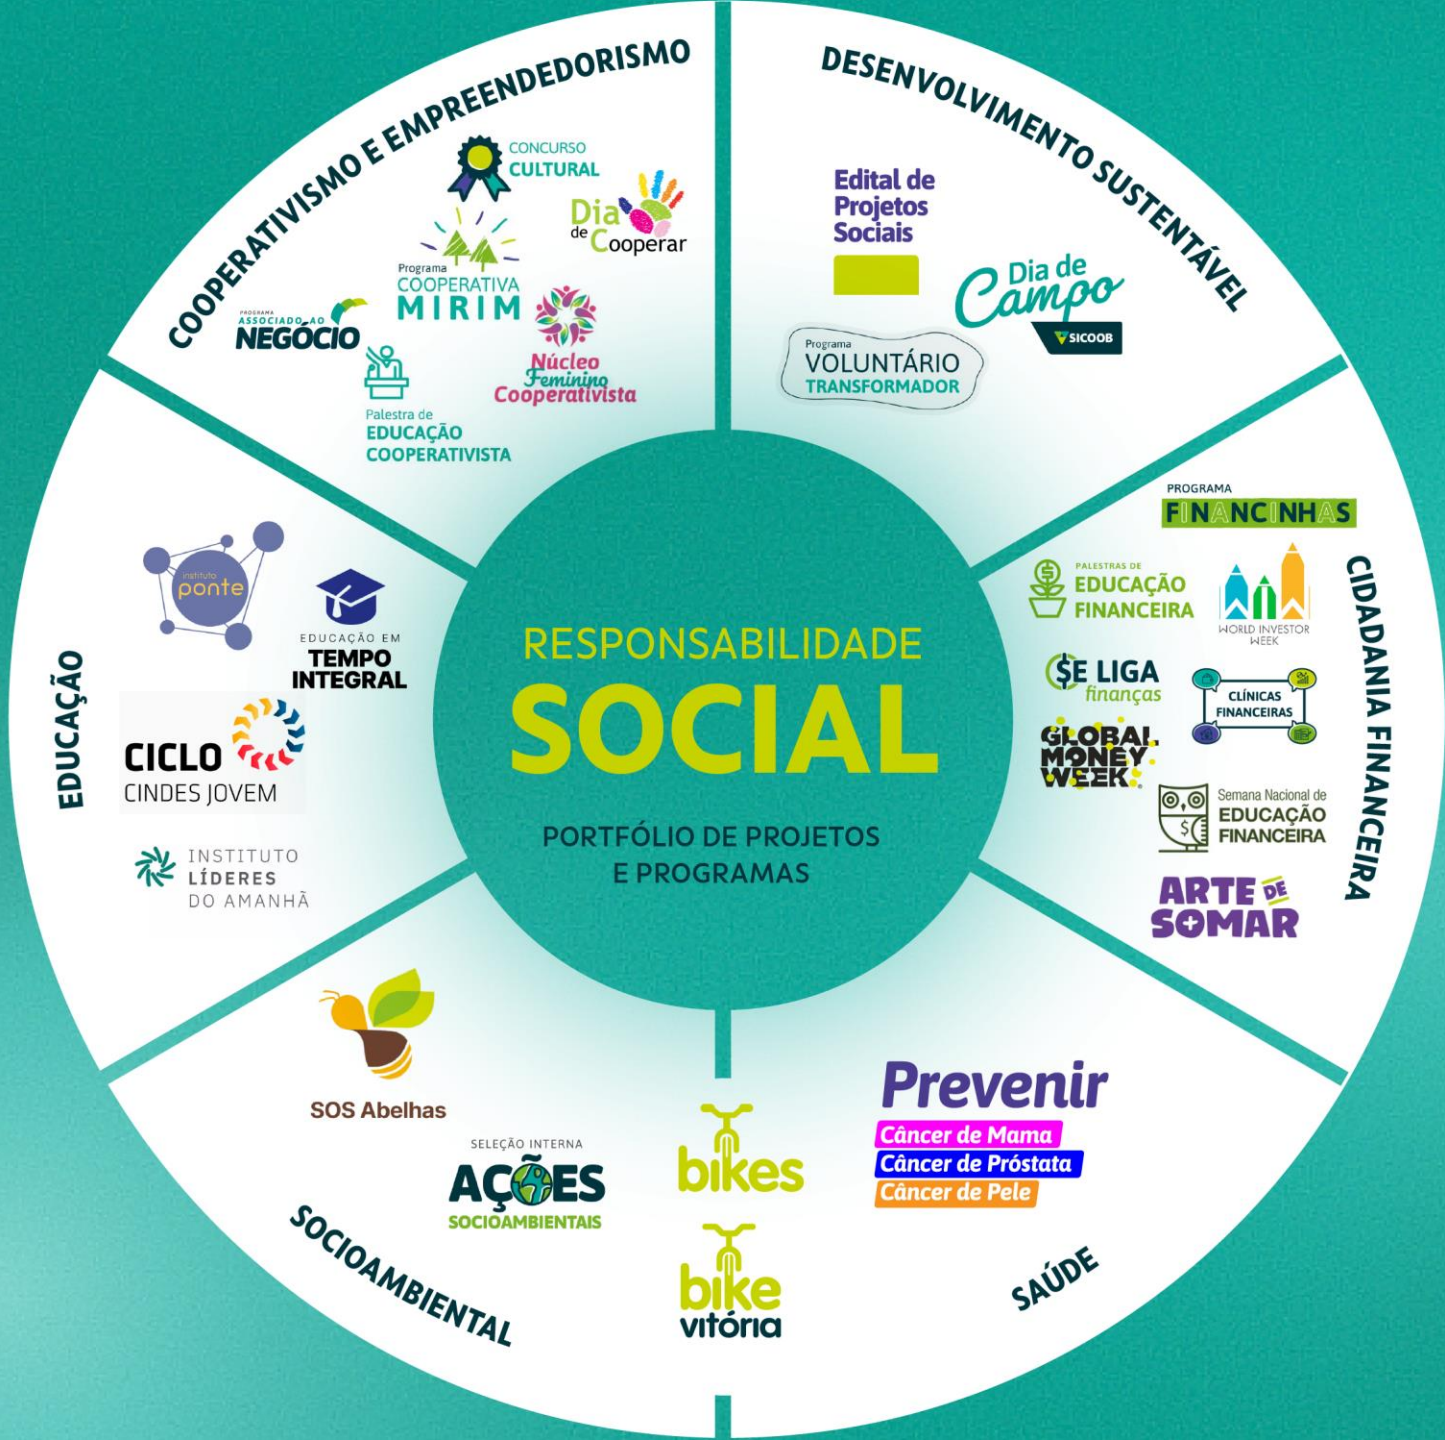 COOPERATIVISMO E EMPREENDEDORISMO
CONCURSO
CULTURAL
Dia
de Cooperar
Programa
COOPERATIVA
MIRIM
PROGRAMA
ASSOCIADO AO
NEGÓCIO
Núcleo
Feminino
Cooperativista
Palestra de
EDUCAÇÃO
COOPERATIVISTA
DESENVOLVIMENTO SUSTENTÁVEL
Edital de
Projetos
Sociais
Dia de
Campo
SICOOB
Programa
VOLUNTÁRIO
TRANSFORMADOR
CIDADANIA FINANCEIRA
PROGRAMA
FINANCINHAS
PALESTRAS DE
EDUCAÇÃO
FINANCEIRA
WORLD INVESTOR
WEEK
SE LIGA
finanças
CLÍNICAS
FINANCEIRAS
GLOBAL
MONEY
WEEK
Semana Nacional de
EDUCAÇÃO
FINANCEIRA
ARTE DE
SOMAR
EDUCAÇÃO
instituto
ponte
EDUCAÇÃO EM
TEMPO
INTEGRAL
CICLO
CINDES JOVEM
INSTITUTO
LÍDERES
DO AMANHÃ
RESPONSABILIDADE
SOCIAL
PORTFÓLIO DE PROJETOS
E PROGRAMAS
SOS Abelhas
SELEÇÃO INTERNA
AÇÕES
SOCIOAMBIENTAIS
SOCIOAMBIENTAL
bikes
bike
vitória
Prevenir
Câncer de Mama
Câncer de Próstata
Câncer de Pele
SAÚDE